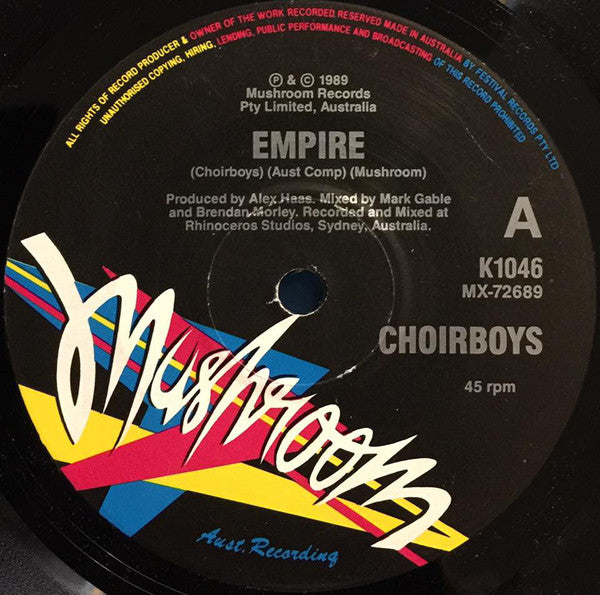 ALL RIGHTS OF RECORD PRODUCER & OWNER OF THE WORK RECORDED RESERVED MADE IN AUSTRALIA BY FESTIVAL RECORDS PTY LTD
UNAUTHORISED COPYING, HIRING, LENDING, PUBLIC PERFORMANCE AND BROADCASTING OF THIS RECORD PROHIBITED
Ⓟ & © 1989
Mushroom Records
Pty Limited, Australia
EMPIRE
(Choirboys) (Aust Comp) (Mushroom)
Produced by Alex Haas. Mixed by Mark Gable
and Brendan Morley. Recorded and Mixed at
Rhinoceros Studios, Sydney, Australia.
A
K1046
MX-72689
CHOIRBOYS
45 rpm
Mushroom
Aust. Recording